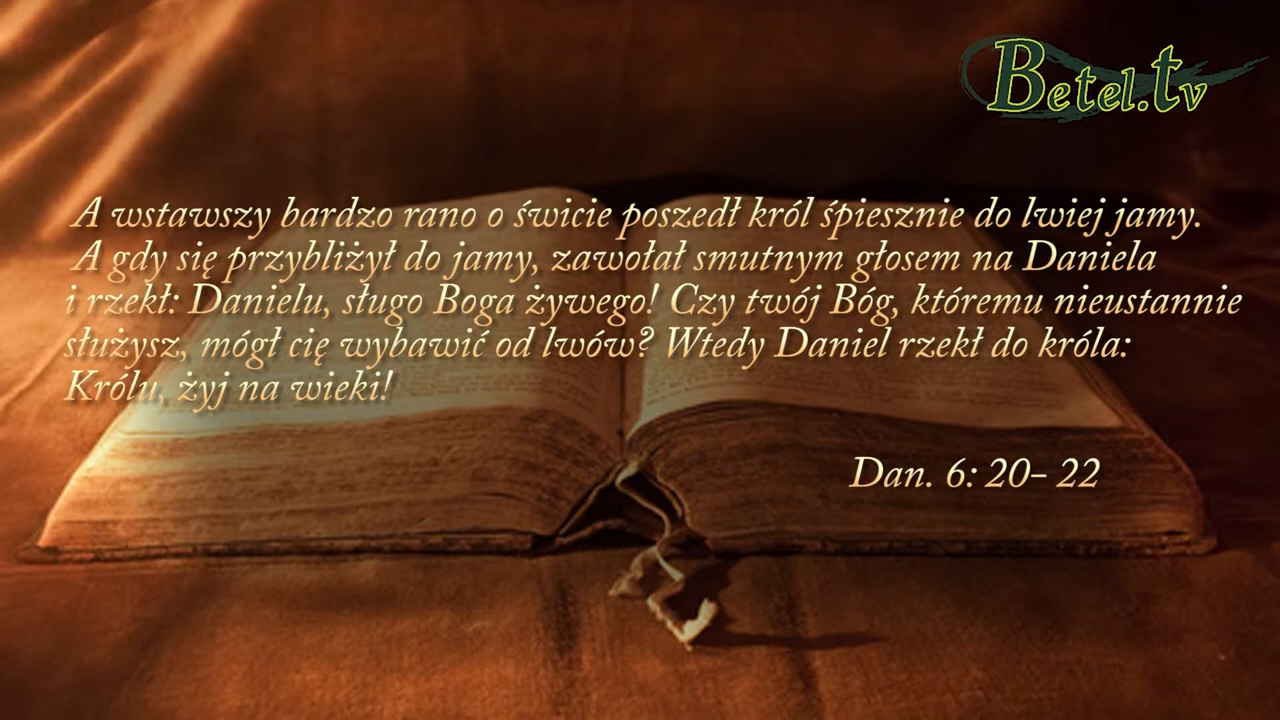 Betel.tv
A wstawszy bardzo rano o świcie poszedł król śpiesznie do lwiej jamy.
A gdy się przybliżył do jamy, zawołał smutnym głosem na Daniela
i rzekł: Danielu, sługo Boga żywego! Czy twój Bóg, któremu nieustannie
służysz, mógł cię wybawić od lwów? Wtedy Daniel rzekł do króla:
Królu, żyj na wieki!
Dan. 6: 20– 22